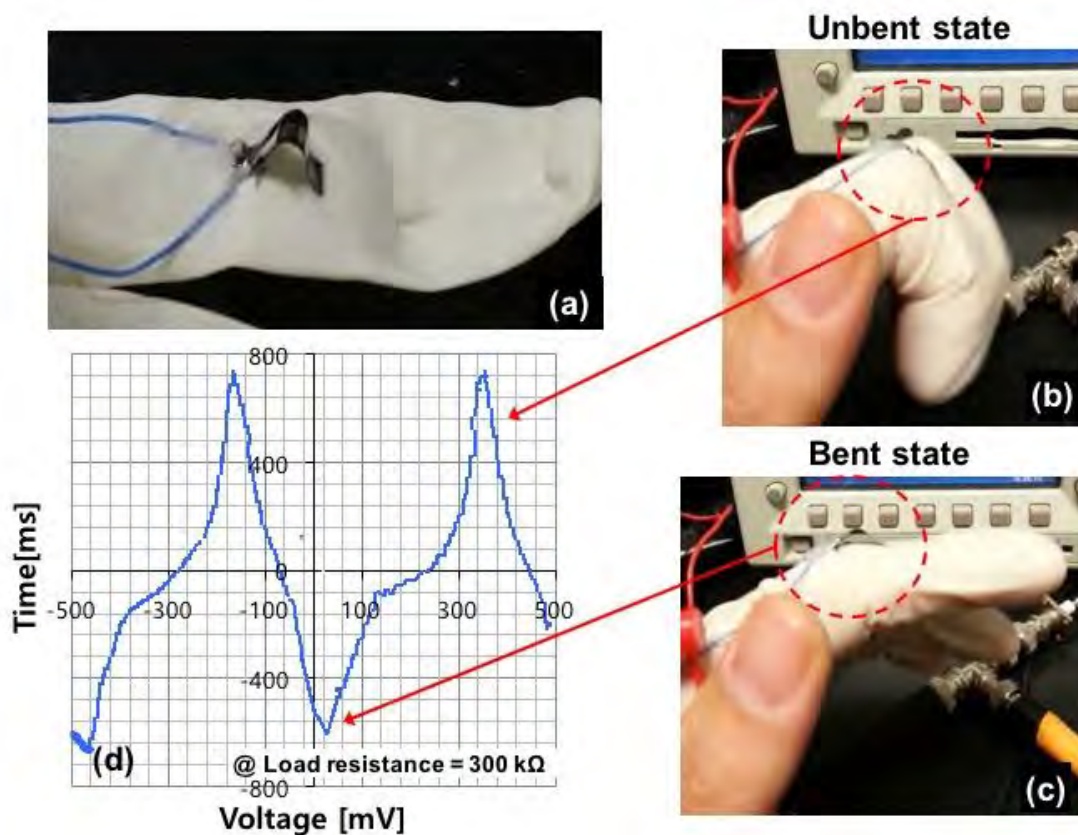 Unbent state
(a)
(b)
Bent state
(c)
800
400
0
-500 -300 -100 100 300 500
-400
-800
Time[ms]
(d)
@ Load resistance = 300 kΩ
Voltage [mV]